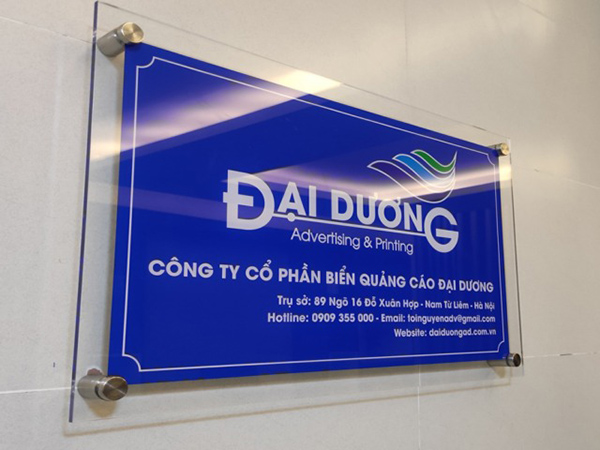 ĐẠI DƯƠNG
Advertising & Printing
CÔNG TY CỔ PHẦN BIỂN QUẢNG CÁO ĐẠI DƯƠNG
Trụ sở: 89 Ngõ 16 Đỗ Xuân Hợp - Nam Từ Liêm - Hà Nội
Hotline: 0909 355 000 - Email: toinguyenadv@gmail.com
Website: daiduongad.com.vn